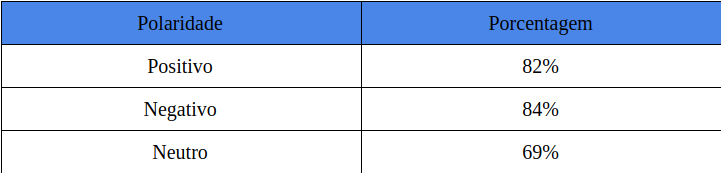 Polaridade Porcentagem
Positivo 82%
Negativo 84%
Neutro 69%